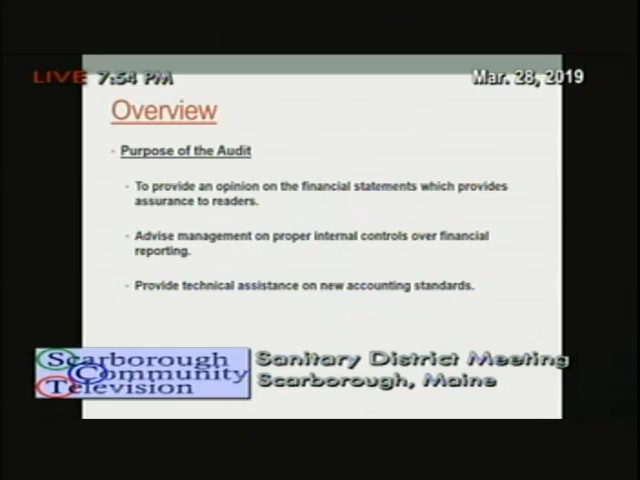 LIVE 7:54 PM
Mar. 28, 2019
Overview
Purpose of the Audit
To provide an opinion on the financial statements which provides
assurance to readers.
Advise management on proper internal controls over financial
reporting.
Provide technical assistance on new accounting standards.
Scarborough
Community
Television
Sanitary District Meeting
Scarborough, Maine